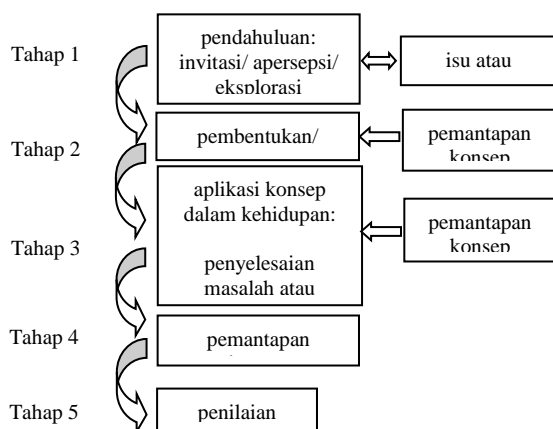 Tahap 1
pendahuluan:
invitasi/ apersepsi/
eksplorasi
isu atau
Tahap 2
pembentukan/
pemantapan
konsep
Tahap 3
aplikasi konsep
dalam kehidupan:
penyelesaian
masalah atau
pemantapan
konsep
Tahap 4
pemantapan
Tahap 5
penilaian